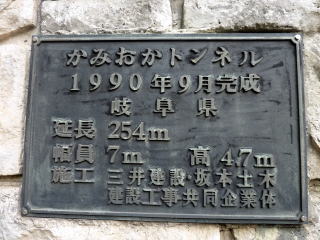 かみおかトンネル
1990年9月完成
岐阜県
延長 254m
幅員 7m 高 4.7m
施工 三井建設・坂本土木
建設工事共同企業体